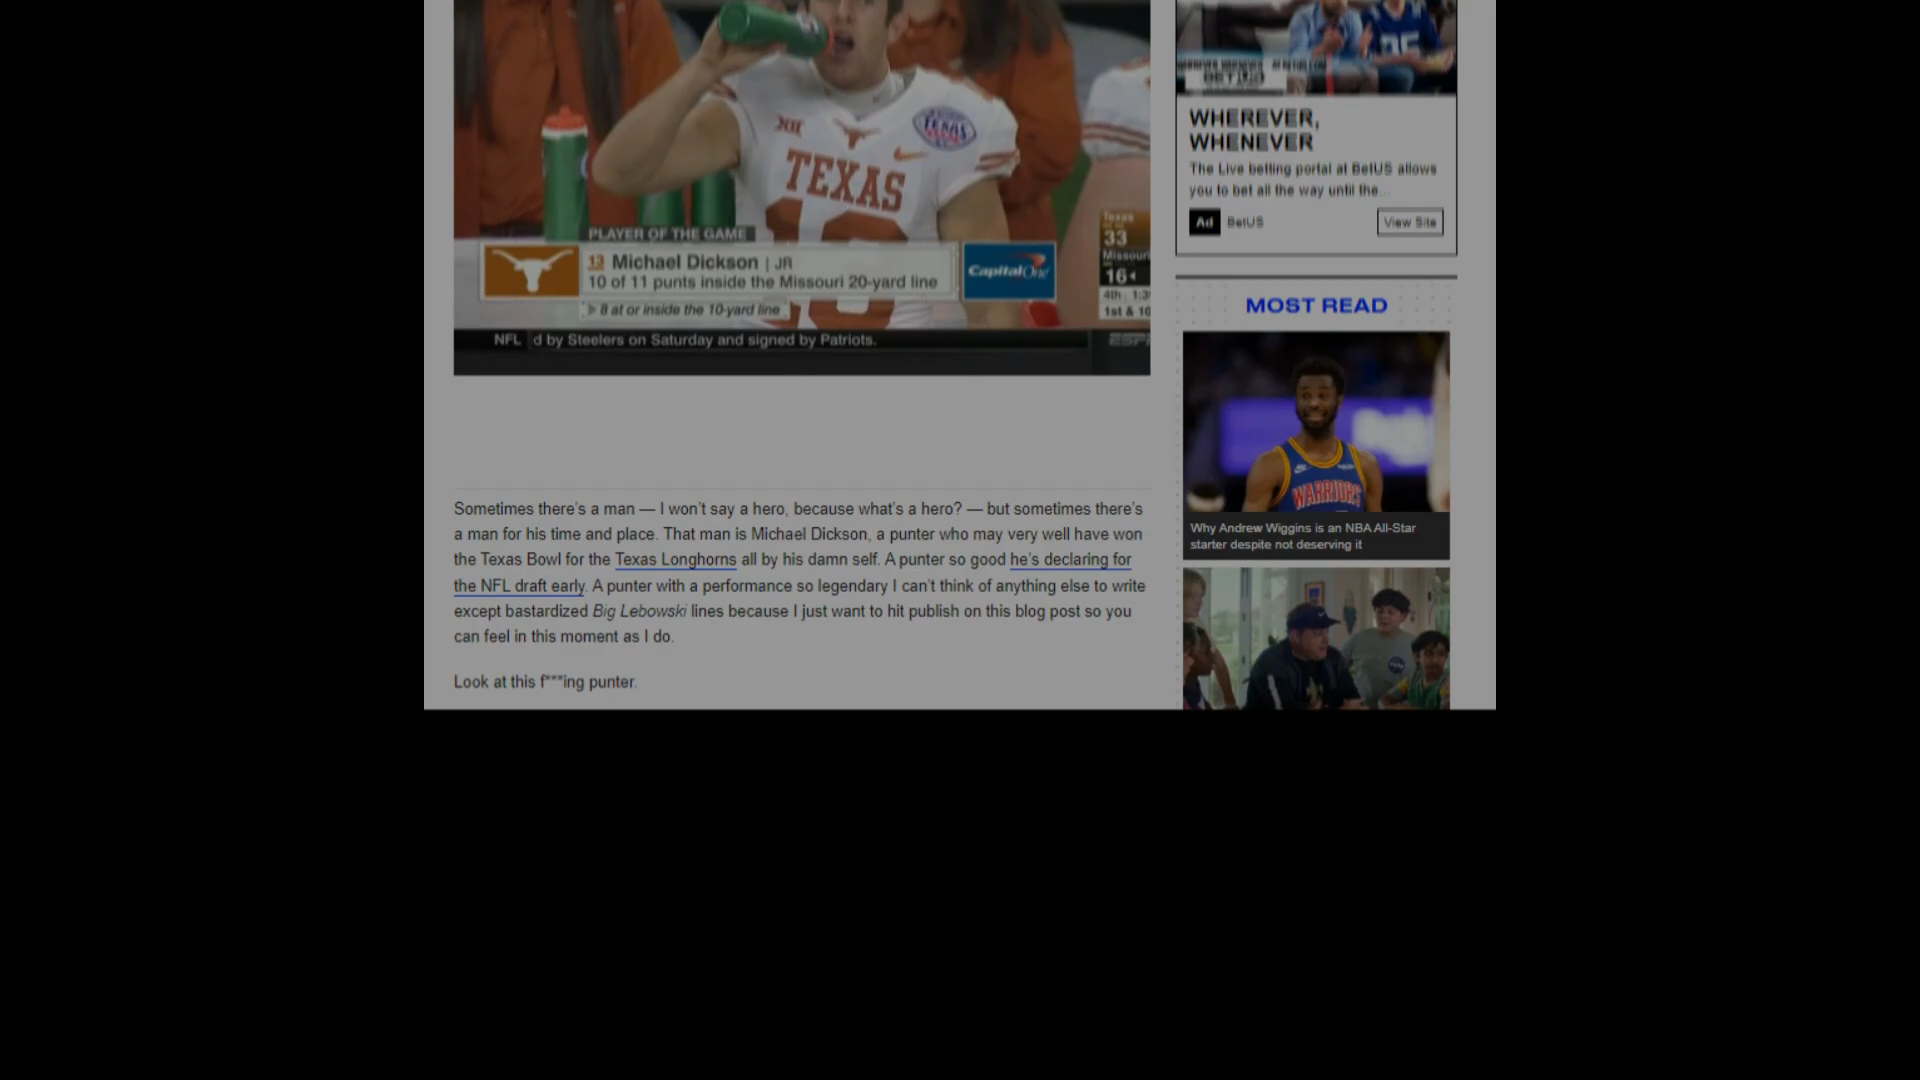 XII
TEXAS
TEXAS
PLAYER OF THE GAME
13 Michael Dickson | JR
10 of 11 punts inside the Missouri 20-yard line
8 at or inside the 10-yard line
Capital One
Texas
33
Missouri
16
4th
1st & 10
NFL d by Steelers on Saturday and signed by Patriots.
Sometimes there's a man — I won't say a hero, because what's a hero? — but sometimes there's
a man for his time and place. That man is Michael Dickson, a punter who may very well have won
the Texas Bowl for the Texas Longhorns all by his damn self. A punter so good he's declaring for
the NFL draft early. A punter with a performance so legendary I can't think of anything else to write
except bastardized Big Lebowski lines because I just want to hit publish on this blog post so you
can feel in this moment as I do.
Look at this f***ing punter.
BETUS
WHEREVER,
WHENEVER
The Live betting portal at BetUS allows
you to bet all the way until the...
Ad BetUS View Site
MOST READ
WARRIORS
Why Andrew Wiggins is an NBA All-Star
starter despite not deserving it